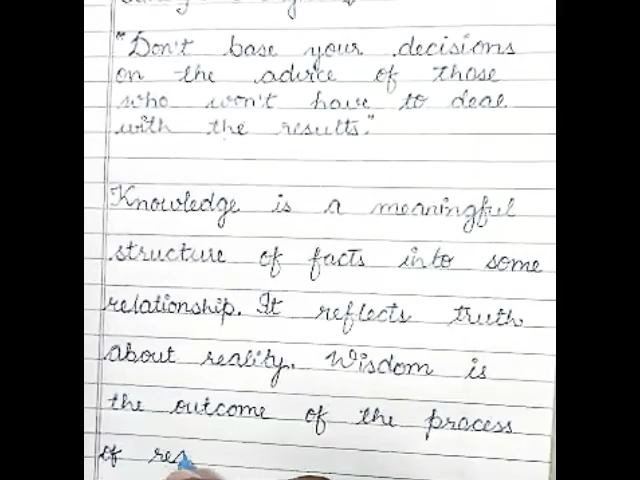 "Don't base your decisions
on the advice of those
who won't have to deal
with the results."
Knowledge is a meaningful
structure of facts into some
relationship. It reflects truth
about reality. Wisdom is
the outcome of the process
of res